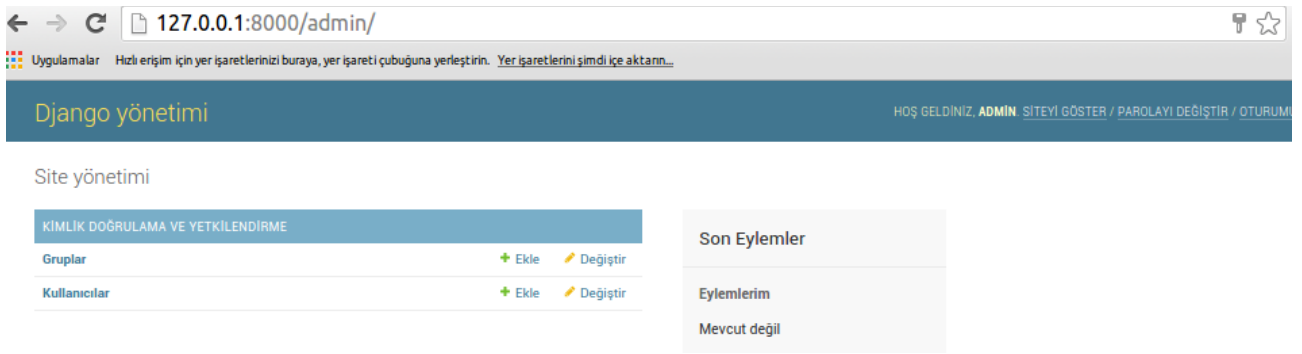 127.0.0.1:8000/admin/
Uygulamalar Hızlı erişim için yer işaretlerinizi buraya, yer işareti çubuğuna yerleştirin. Yer işaretlerini şimdi içe aktarın...
Django yönetimi
HOŞ GELDİNİZ, ADMİN. SİTEYİ GÖSTER / PAROLAYI DEĞİŞTİR / OTURUMU
Site yönetimi
KİMLİK DOĞRULAMA VE YETKİLENDİRME
Gruplar + Ekle Değiştir
Kullanıcılar + Ekle Değiştir
Son Eylemler
Eylemlerim
Mevcut değil